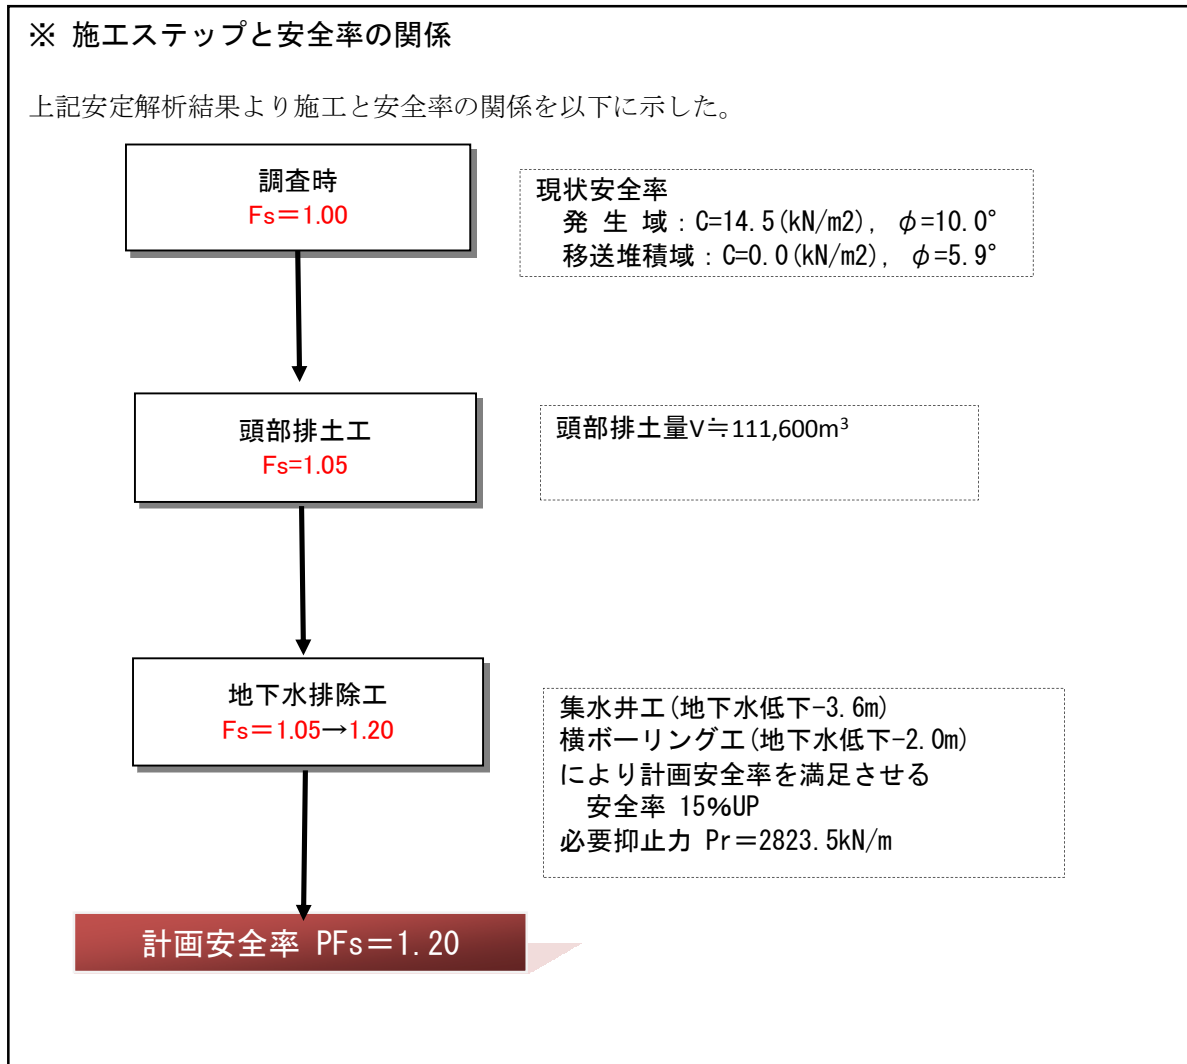 ※ 施工ステップと安全率の関係
上記安定解析結果より施工と安全率の関係を以下に示した。
調査時
Fs＝1.00
現状安全率
発 生 域：C=14.5(kN/m2), φ=10.0°
移送堆積域：C=0.0(kN/m2), φ=5.9°
頭部排土工
Fs=1.05
頭部排土量V≒111,600m³
地下水排除工
Fs＝1.05→1.20
集水井工(地下水低下-3.6m)
横ボーリング工(地下水低下-2.0m)
により計画安全率を満足させる
安全率 15%UP
必要抑止力 Pr＝2823.5kN/m
計画安全率 PFs＝1.20